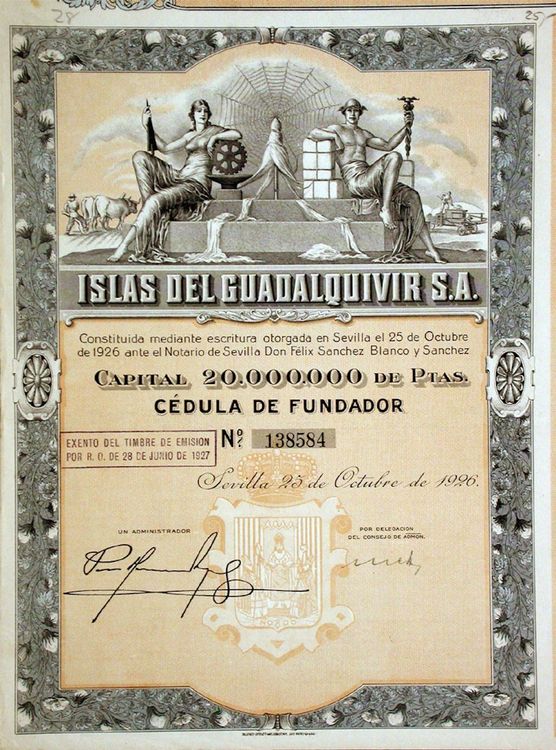 28
25
ISLAS DEL GUADALQUIVIR S.A.
Constituida mediante escritura otorgada en Sevilla el 25 de Octubre
de 1926 ante el Notario de Sevilla Don Félix Sanchez Blanco y Sanchez
CAPITAL 20.000.000 DE PTAS.
CÉDULA DE FUNDADOR
EXENTO DEL TIMBRE DE EMISION
POR R. O. DE 28 DE JUNIO DE 1927
Nº 138584
Sevilla 25 de Octubre de 1926.
UN ADMINISTRADOR
POR DELEGACION
DEL CONSEJO DE ADMON.
NO8DO